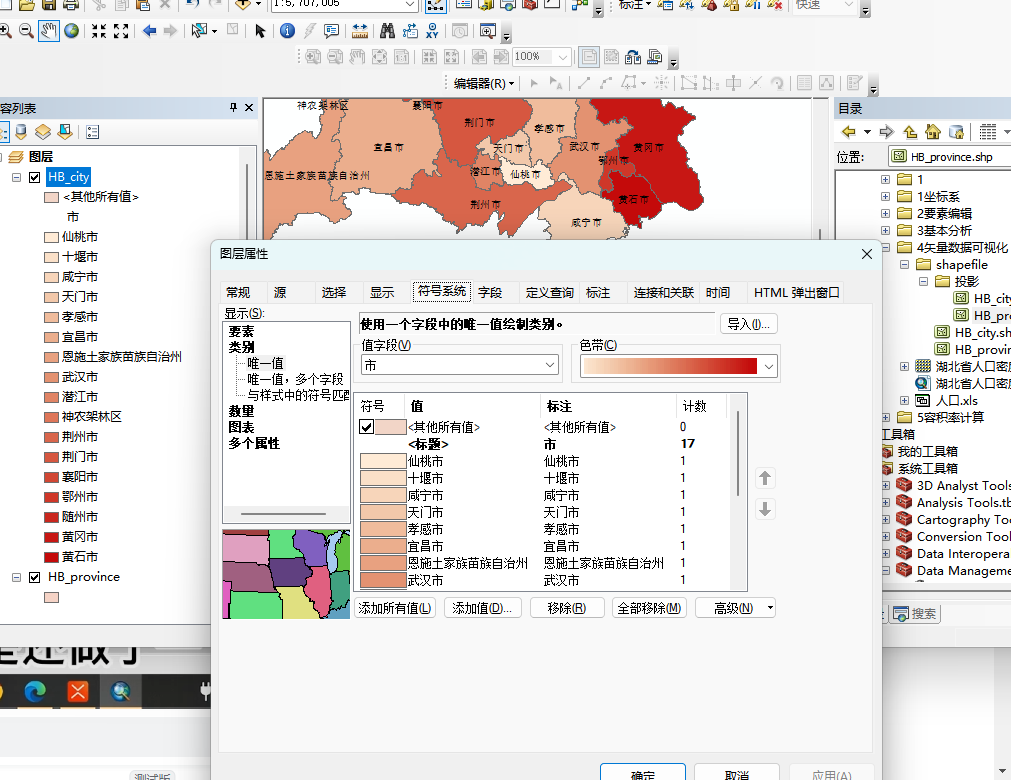 1:5,707,005
标注
快速
100%
编辑器(R)
容列表
图层
HB_city
<其他所有值>
市
仙桃市
十堰市
咸宁市
天门市
孝感市
宜昌市
恩施土家族苗族自治州
武汉市
潜江市
神农架林区
荆州市
荆门市
襄阳市
鄂州市
随州市
黄冈市
黄石市
HB_province
神农架林区
襄阳市
荆门市
孝感市
宜昌市
天门市
武汉市
黄冈市
鄂州市
恩施土家族苗族自治州
潜江市
仙桃市
黄石市
荆州市
咸宁市
目录
位置:
HB_province.shp
1
1坐标系
2要素编辑
3基本分析
4矢量数据可视化
shapefile
投影
HB_city
HB_pro
HB_city.sh
HB_provin
湖北省人口密度
湖北省人口密度
人口.xls
5容积率计算
工具箱
我的工具箱
系统工具箱
3D Analyst Tools
Analysis Tools.tb
Cartography Too
Conversion Tool
Data Interopera
Data Manageme
搜索
图层属性
常规
源
选择
显示
符号系统
字段
定义查询
标注
连接和关联
时间
HTML 弹出窗口
显示(S):
要素
类别
唯一值
唯一值，多个字段
与样式中的符号匹配
数量
图表
多个属性
使用一个字段中的唯一值绘制类别。
导入(I)...
值字段(V)
市
色带(C)
符号
值
标注
计数
<其他所有值>
<其他所有值>
0
<标题>
市
17
仙桃市
仙桃市
1
十堰市
十堰市
1
咸宁市
咸宁市
1
天门市
天门市
1
孝感市
孝感市
1
宜昌市
宜昌市
1
恩施土家族苗族自治州
恩施土家族苗族自治州
1
武汉市
武汉市
1
添加所有值(L)
添加值(D)...
移除(R)
全部移除(M)
高级(N)
确定
取消
应用(A)
测试版